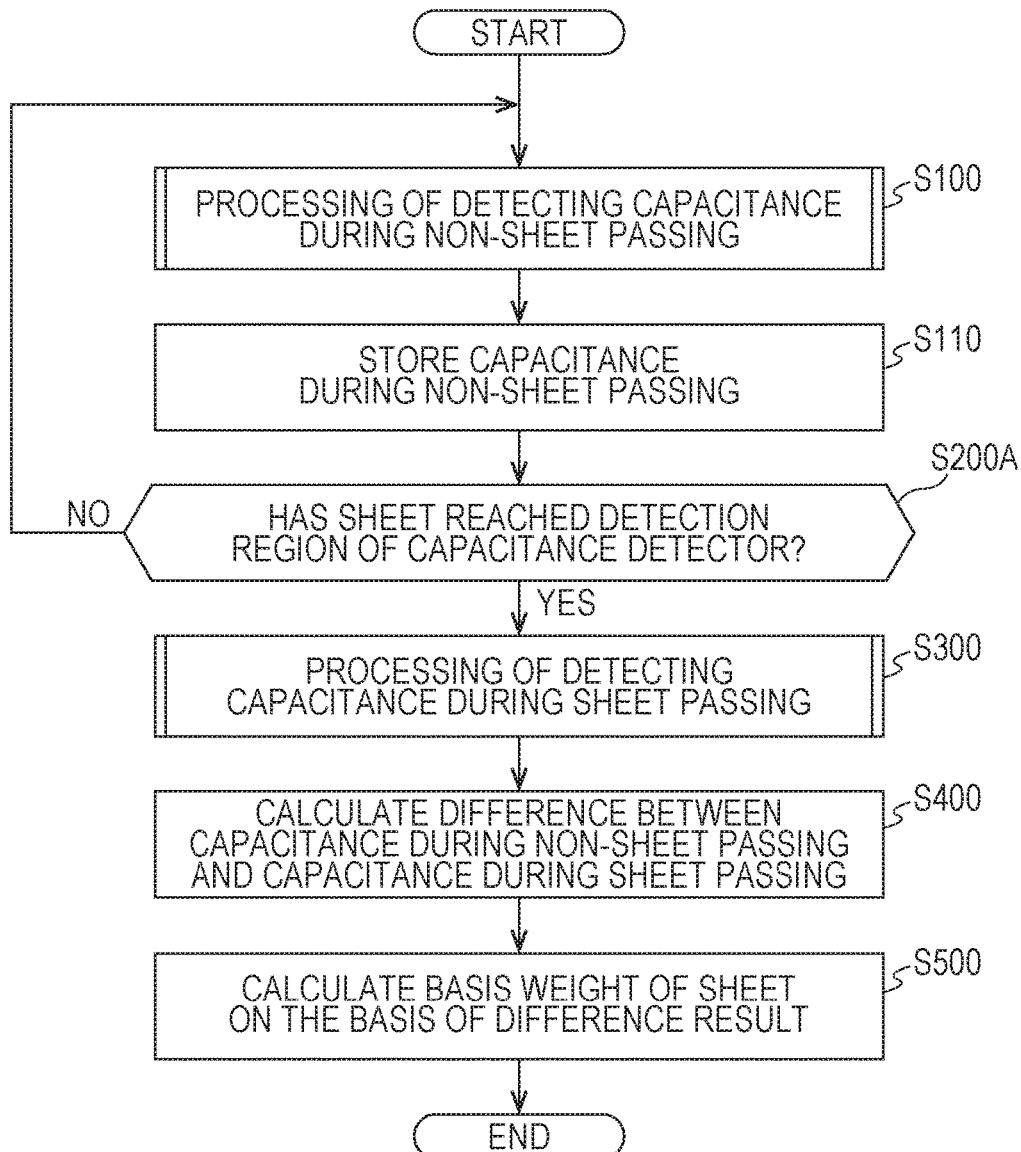 START
PROCESSING OF DETECTING CAPACITANCE
DURING NON-SHEET PASSING
S100
STORE CAPACITANCE
DURING NON-SHEET PASSING
S110
HAS SHEET REACHED DETECTION
REGION OF CAPACITANCE DETECTOR?
S200A
NO
YES
PROCESSING OF DETECTING
CAPACITANCE DURING SHEET PASSING
S300
CALCULATE DIFFERENCE BETWEEN
CAPACITANCE DURING NON-SHEET PASSING
AND CAPACITANCE DURING SHEET PASSING
S400
CALCULATE BASIS WEIGHT OF SHEET
ON THE BASIS OF DIFFERENCE RESULT
S500
END